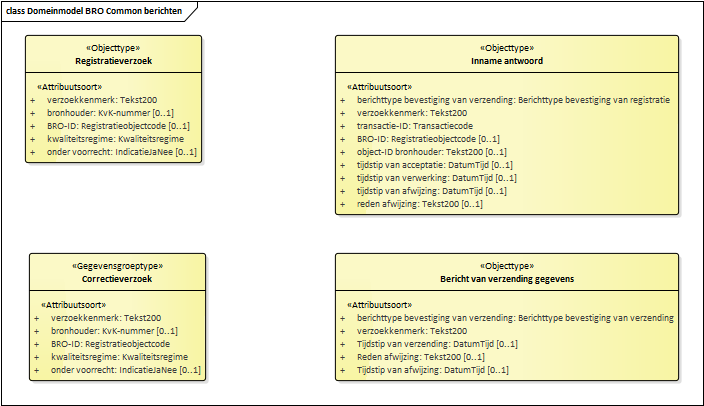 class Domeinmodel BRO Common berichten
«Objecttype»
Registratieverzoek
«Attribuutsoort»
+ verzoekkenmerk: Tekst200
+ bronhouder: KvK-nummer [0..1]
+ BRO-ID: Registratieobjectcode [0..1]
+ kwaliteitsregime: Kwaliteitsregime
+ onder voorrecht: IndicatieJaNee [0..1]
«Objecttype»
Inname antwoord
«Attribuutsoort»
+ berichttype bevestiging van verzending: Berichttype bevestiging van registratie
+ verzoekkenmerk: Tekst200
+ transactie-ID: Transactiecode
+ BRO-ID: Registratieobjectcode [0..1]
+ object-ID bronhouder: Tekst200 [0..1]
+ tijdstip van acceptatie: DatumTijd [0..1]
+ tijdstip van verwerking: DatumTijd [0..1]
+ tijdstip van afwijzing: DatumTijd [0..1]
+ reden afwijzing: Tekst200 [0..1]
«Gegevensgroeptype»
Correctieverzoek
«Attribuutsoort»
+ verzoekkenmerk: Tekst200
+ bronhouder: KvK-nummer [0..1]
+ BRO-ID: Registratieobjectcode
+ kwaliteitsregime: Kwaliteitsregime
+ onder voorrecht: IndicatieJaNee [0..1]
«Objecttype»
Bericht van verzending gegevens
«Attribuutsoort»
+ berichttype bevestiging van verzending: Berichttype bevestiging van verzending
+ verzoekkenmerk: Tekst200
+ Tijdstip van verzending: DatumTijd [0..1]
+ Reden afwijzing: Tekst200 [0..1]
+ Tijdstip van afwijzing: DatumTijd [0..1]